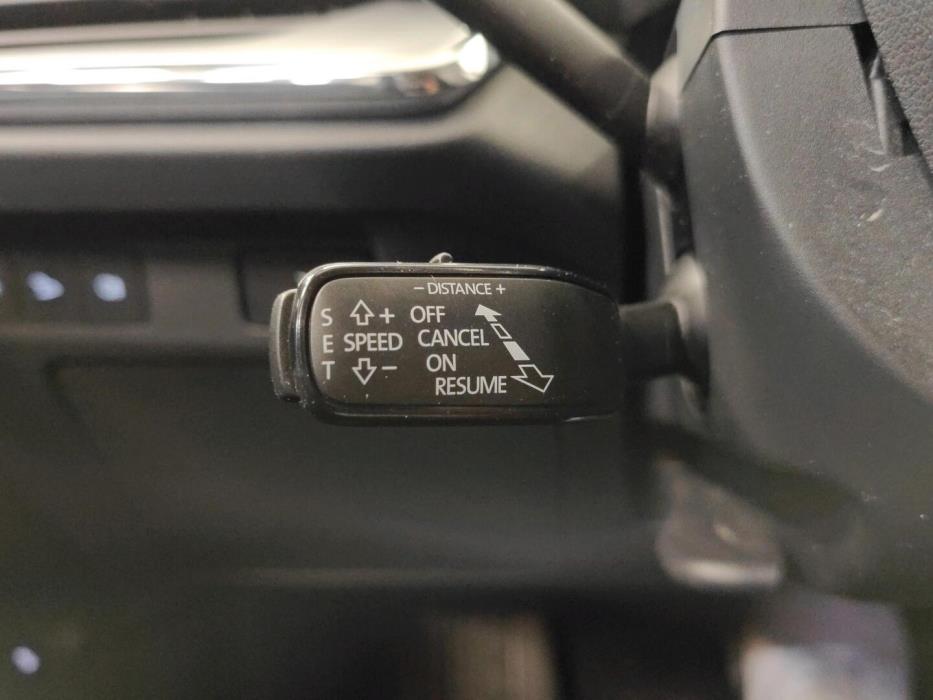 − DISTANCE +
S + OFF
E SPEED CANCEL
T − ON
RESUME